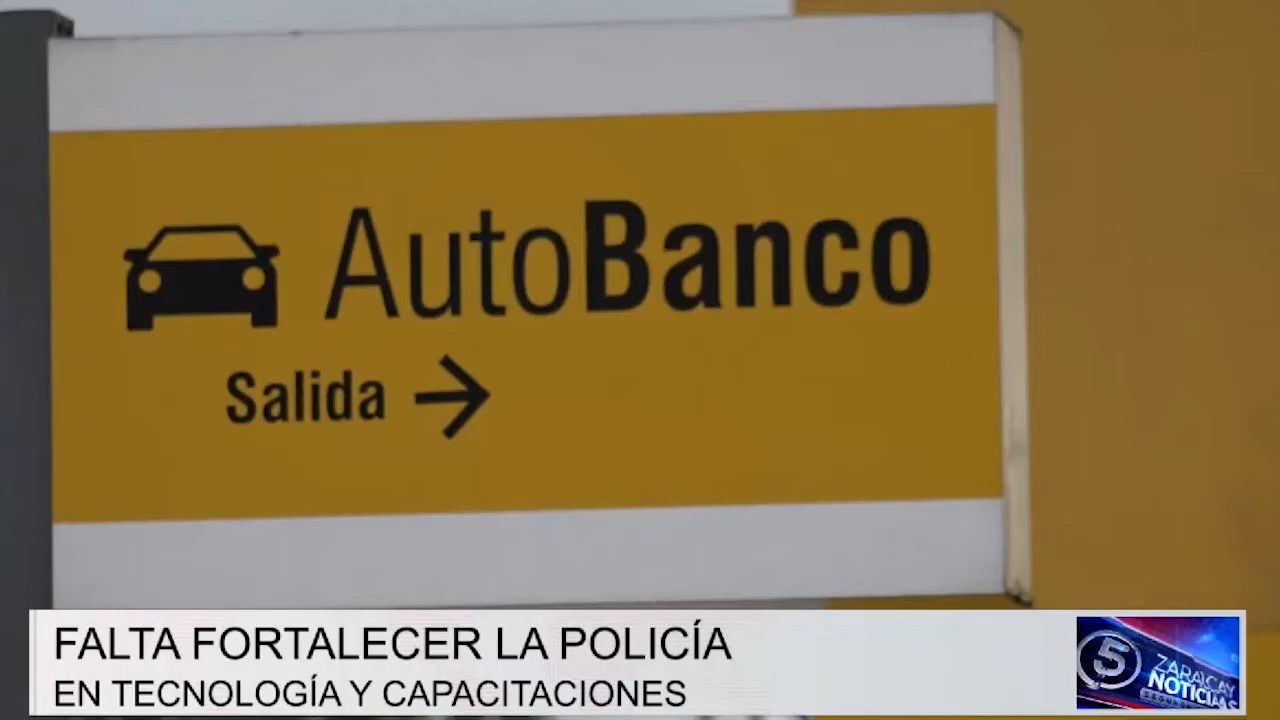 AutoBanco
Salida →
FALTA FORTALECER LA POLICÍA
EN TECNOLOGÍA Y CAPACITACIONES
5
ZARACAY
NOTICIAS